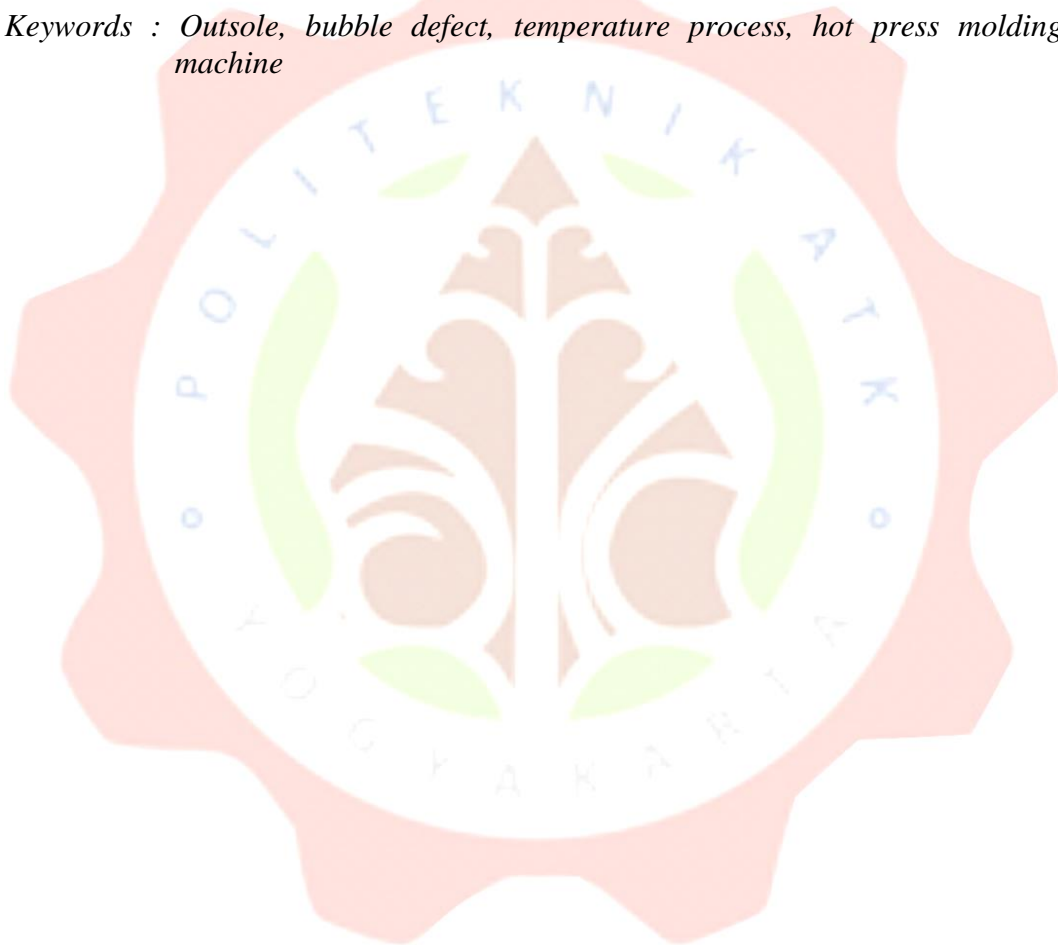 Keywords : Outsole, bubble defect, temperature process, hot press molding
machine
POLITEKNIK ATK
YOGYAKARTA